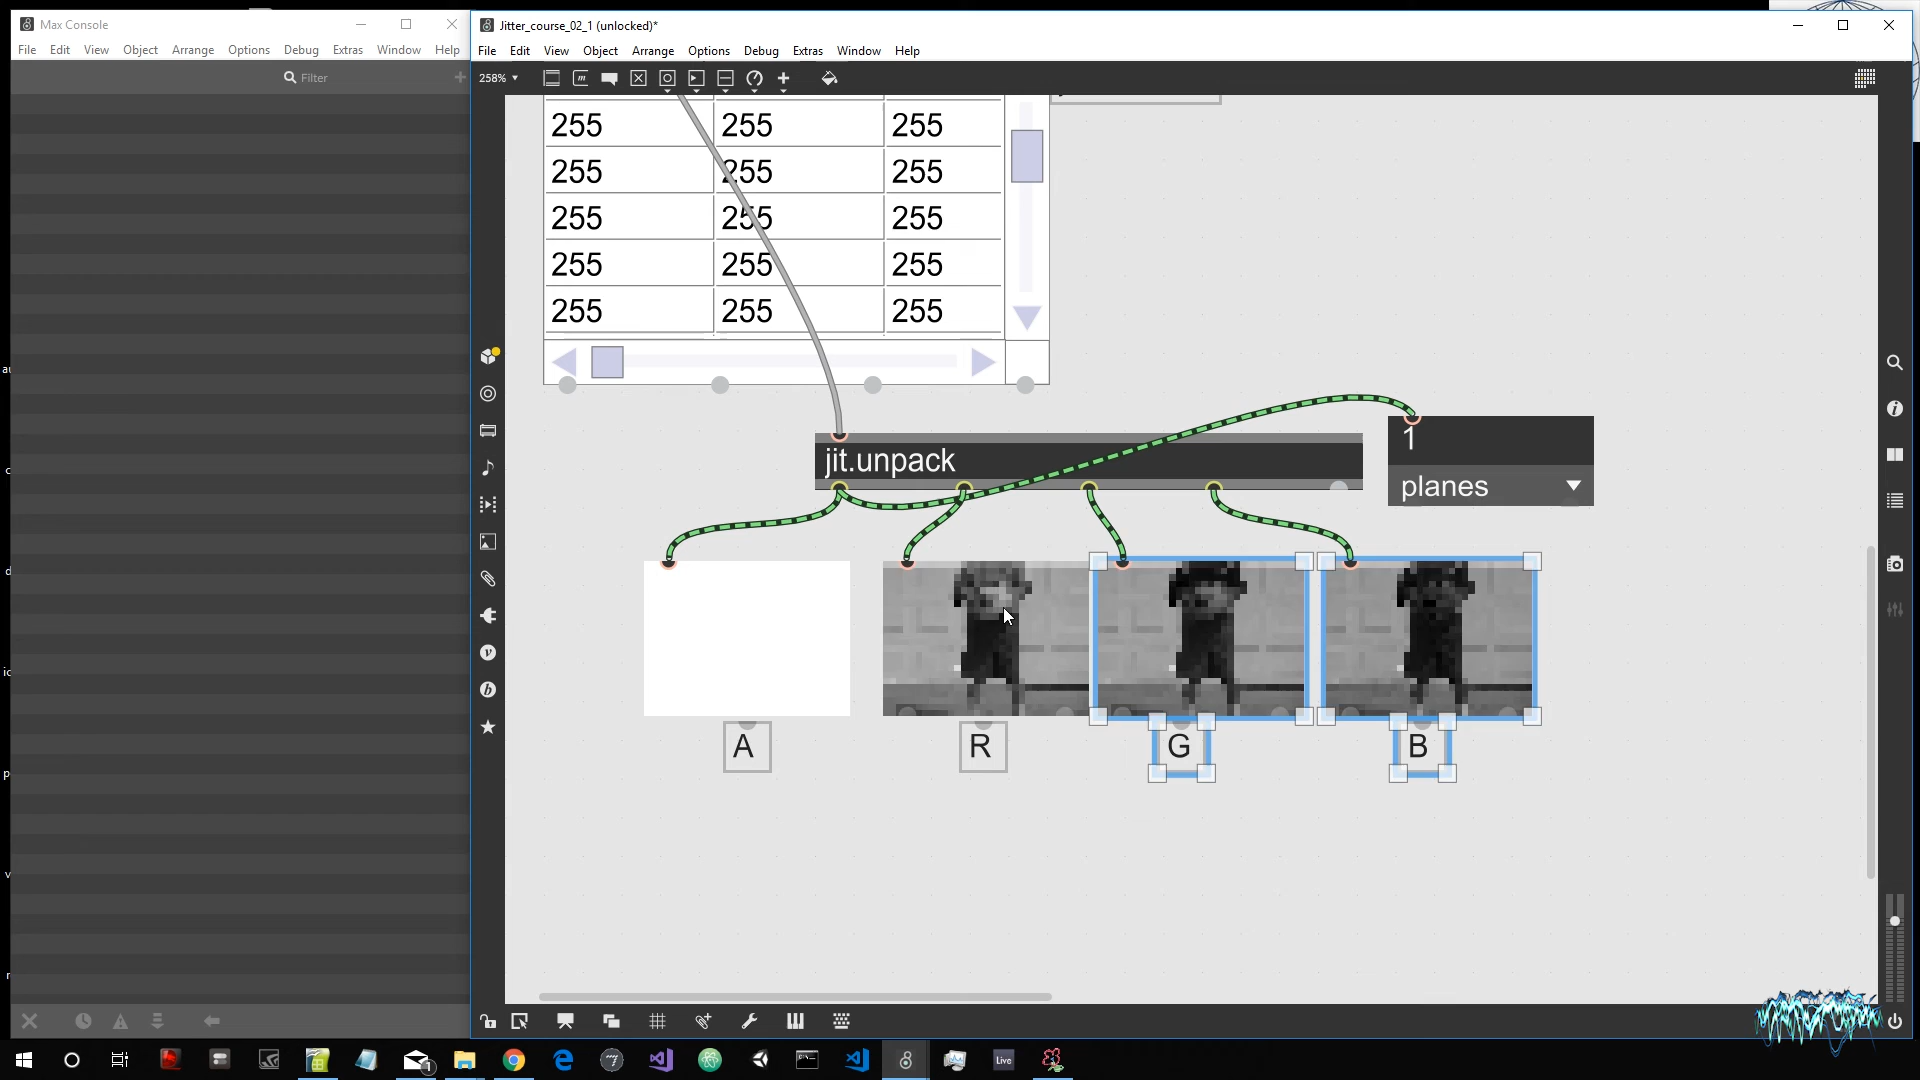 Max Console
File Edit View Object Arrange Options Debug Extras Window Help
Filter
Jitter_course_02_1 (unlocked)*
File Edit View Object Arrange Options Debug Extras Window Help
258%
255 255 255
255 255 255
255 255 255
255 255 255
255 255 255
1
jit.unpack
planes
A R G B
Live